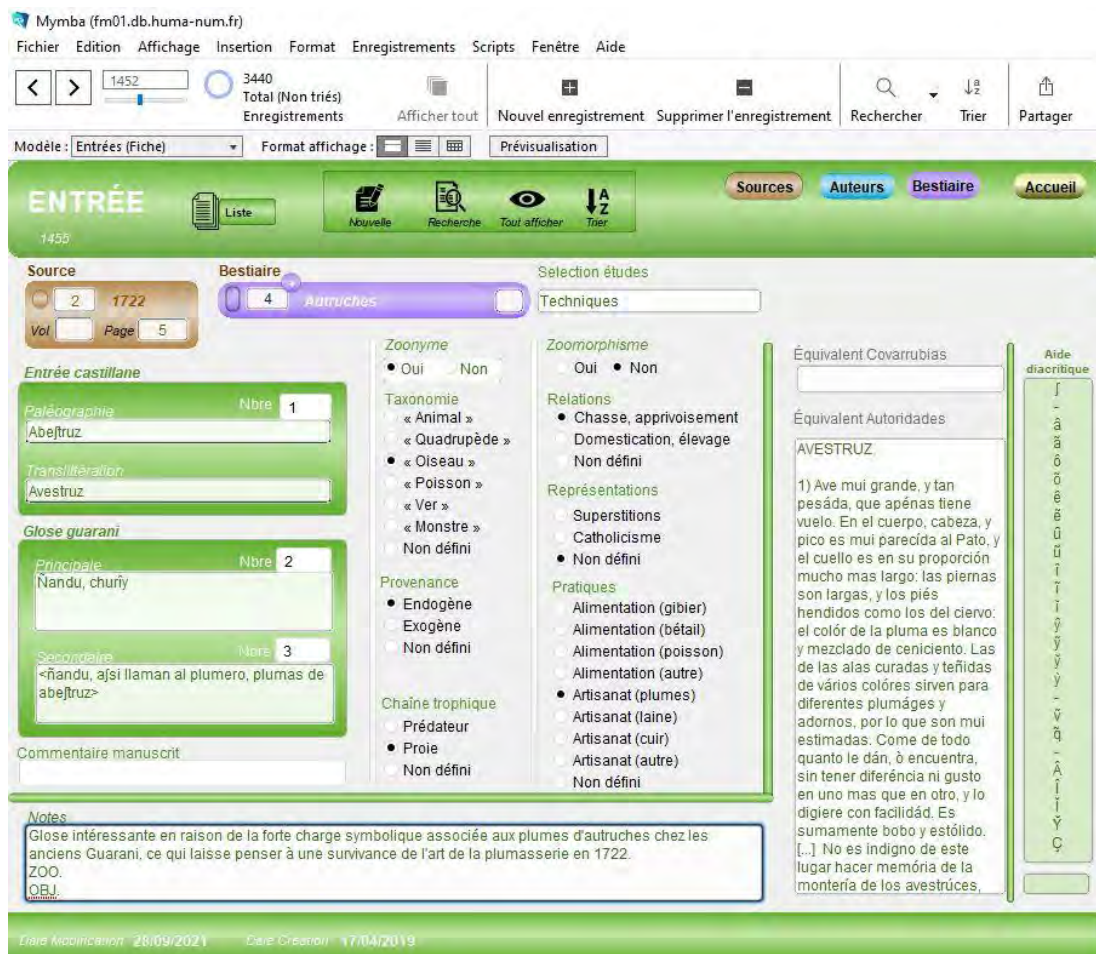 Mymba (fm01.db.huma-num.fr)
Fichier Edition Affichage Insertion Format Enregistrements Scripts Fenêtre Aide
1452
3440
Total (Non triés)
Enregistrements
Afficher tout
Nouvel enregistrement
Supprimer l'enregistrement
Rechercher
Trier
Partager
Modèle : Entrées (Fiche)
Format affichage :
Prévisualisation
ENTRÉE
1455
Liste
Nouvelle
Recherche
Tout afficher
Trier
Sources
Auteurs
Bestiaire
Accueil
Source
2 1722
Vol Page 5
Bestiaire
4 Autruches
Selection études
Techniques
Entrée castillane
Paléographie Nbre 1
Abeſtruz
Translittération
Avestruz
Glose guarani
Principale Nbre 2
Ñandu, churîy
Secondaire Nbre 3
<ñandu, aſsi llaman al plumero, plumas de
abeſtruz>
Commentaire manuscrit
Zoonyme
Oui Non
Taxonomie
« Animal »
« Quadrupède »
« Oiseau »
« Poisson »
« Ver »
« Monstre »
Non défini
Provenance
Endogène
Exogène
Non défini
Chaîne trophique
Prédateur
Proie
Non défini
Zoomorphisme
Oui Non
Relations
Chasse, apprivoisement
Domestication, élevage
Non défini
Représentations
Superstitions
Catholicisme
Non défini
Pratiques
Alimentation (gibier)
Alimentation (bétail)
Alimentation (poisson)
Alimentation (autre)
Artisanat (plumes)
Artisanat (laine)
Artisanat (cuir)
Artisanat (autre)
Non défini
Équivalent Covarrubias
Équivalent Autoridades
AVESTRUZ
1) Ave mui grande, y tan
pesáda, que apénas tiene
vuelo. En el cuerpo, cabeza, y
pico es mui parecída al Pato, y
el cuello es en su proporción
mucho mas largo: las piernas
son largas, y los piés
hendidos como los del ciervo:
el colór de la pluma es blanco
y mezclado de ceniciento. Las
de las alas curadas y teñidas
de vários colóres sirven para
diferentes plumáges y
adornos, por lo que son mui
estimadas. Come de todo
quanto le dán, ò encuentra,
sin tener diferéncia ni gusto
en uno mas que en otro, y lo
digiere con facilidád. Es
sumamente bobo y estólido.
[...] No es indigno de este
lugar hacer memória de la
montería de los avestrúces,
Aide
diacritique
ʃ
-
â
ã
ô
õ
ê
ẽ
û
ũ
î
ĩ
ŷ
ỹ
-
ṽ
q̃
-
Â
Î
Ĭ
Ç
Notes
Glose intéressante en raison de la forte charge symbolique associée aux plumes d'autruches chez les
anciens Guarani, ce qui laisse penser à une survivance de l'art de la plumasserie en 1722.
ZOO.
OBJ.
Date Modification 28/09/2021 Date Création 17/04/2019